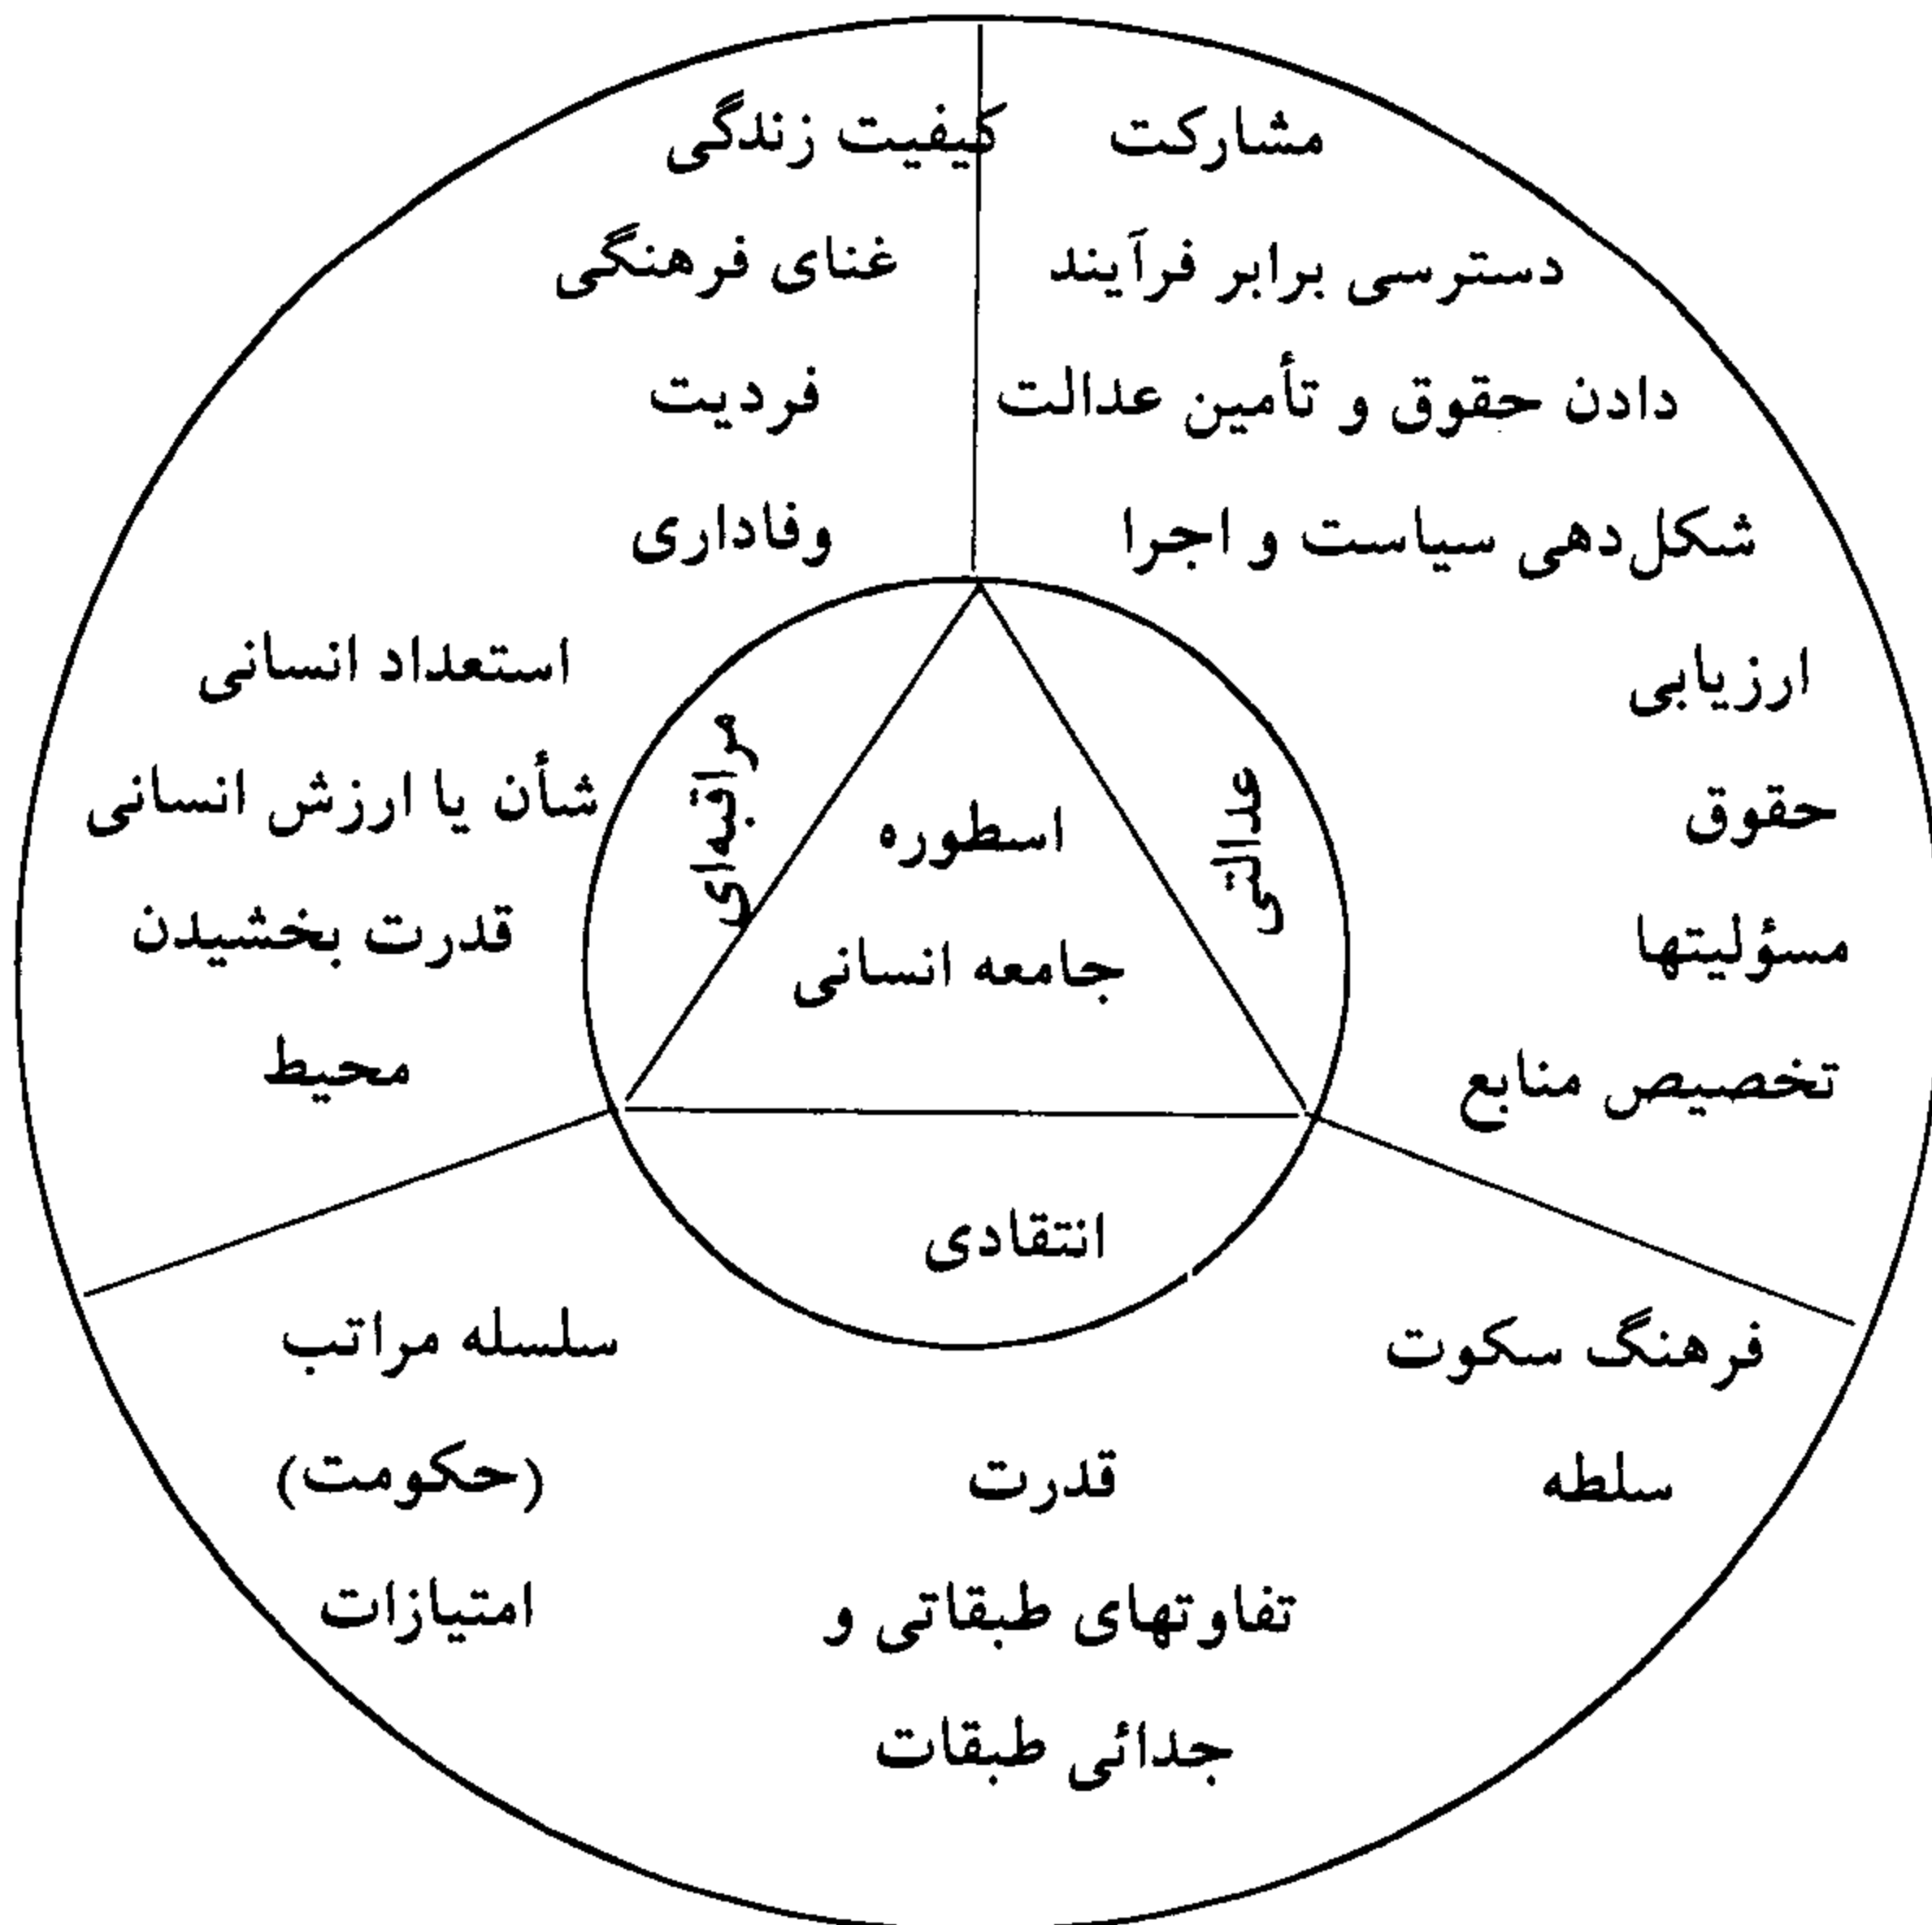 مشارکت
دسترسی برابر فرآیند
دادن حقوق و تأمین عدالت
شکل‌دهی سیاست و اجرا
ارزیابی
حقوق
مسؤلیتها
تخصیص منابع
کیفیت زندگی
غنای فرهنگی
فردیت
وفاداری
استعداد انسانی
شأن یا ارزش انسانی
قدرت بخشیدن
محیط
عدالتی
مراقبه‌ای
اسطوره
جامعه انسانی
انتقادی
فرهنگ سکوت
سلطه
قدرت
تفاوتهای طبقاتی و
جدائی طبقات
سلسله مراتب
(حکومت)
امتیازات